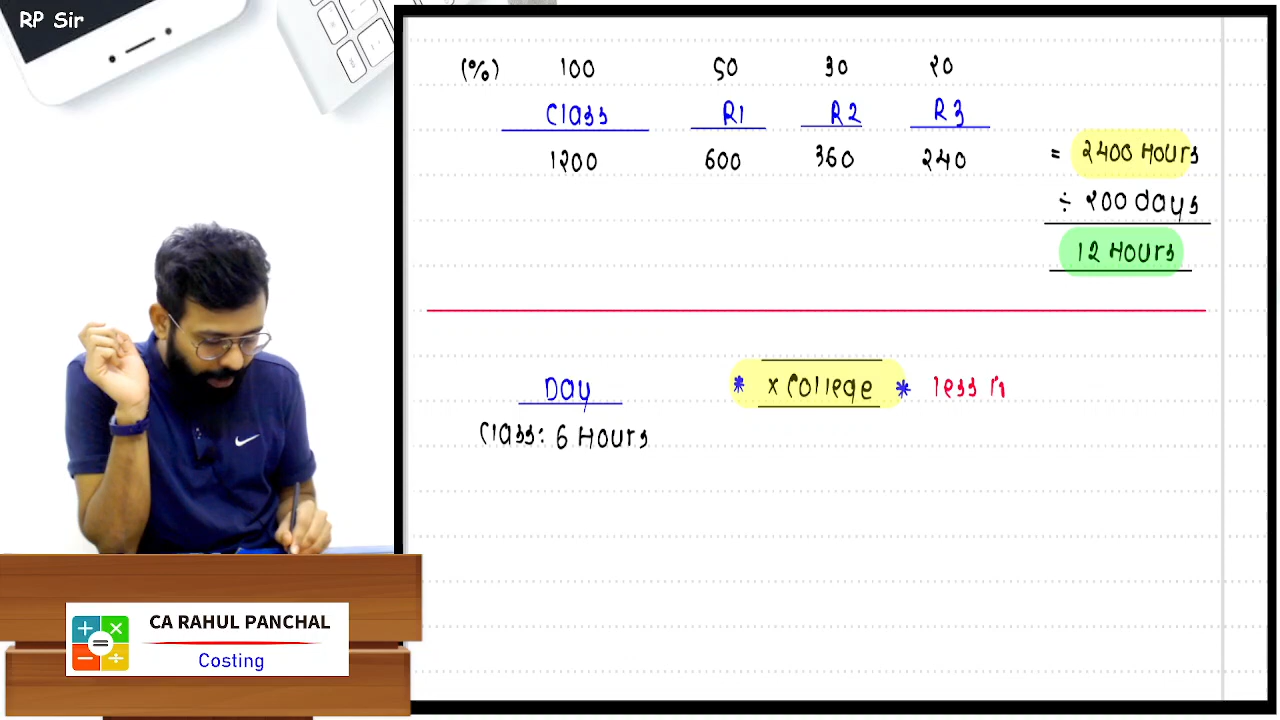 RP Sir
(%) 100 50 30 20
Class R1 R2 R3
1200 600 360 240 = 2400 Hours
÷ 200 days
12 Hours
Day * × College * less r
Class: 6 Hours
CA RAHUL PANCHAL
Costing